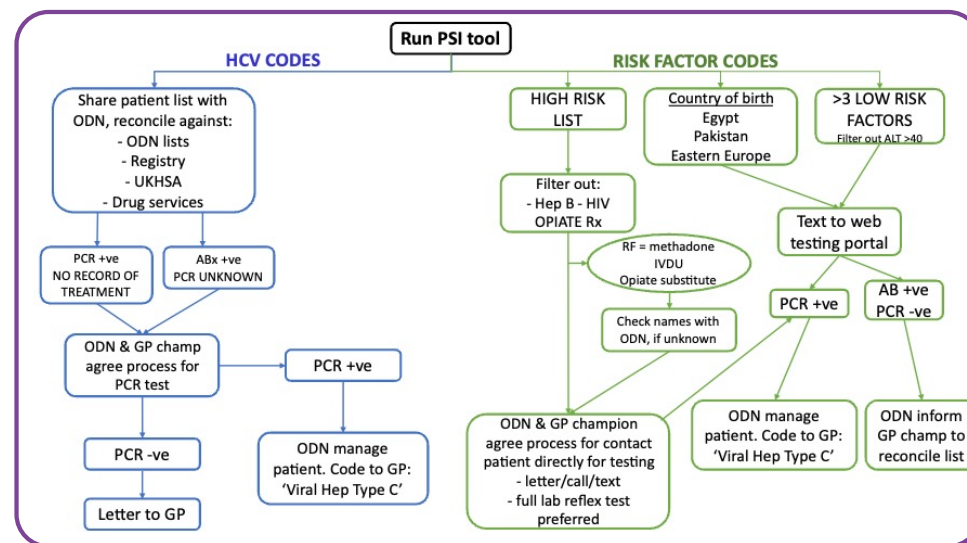 Run PSI tool
HCV CODES
RISK FACTOR CODES
Share patient list with
ODN, reconcile against:
- ODN lists
- Registry
- UKHSA
- Drug services
PCR +ve
NO RECORD OF
TREATMENT
ABx +ve
PCR UNKNOWN
ODN & GP champ
agree process for
PCR test
PCR +ve
ODN manage
patient. Code to GP:
‘Viral Hep Type C’
PCR -ve
Letter to GP
HIGH RISK
LIST
Filter out:
- Hep B - HIV
OPIATE Rx
RF = methadone
IVDU
Opiate substitute
Check names with
ODN, if unknown
ODN & GP champion
agree process for contact
patient directly for testing
- letter/call/text
- full lab reflex test
preferred
Country of birth
Egypt
Pakistan
Eastern Europe
>3 LOW RISK
FACTORS
Filter out ALT >40
Text to web
testing portal
PCR +ve
AB +ve
PCR -ve
ODN manage
patient. Code to GP:
‘Viral Hep Type C’
ODN inform
GP champ to
reconcile list